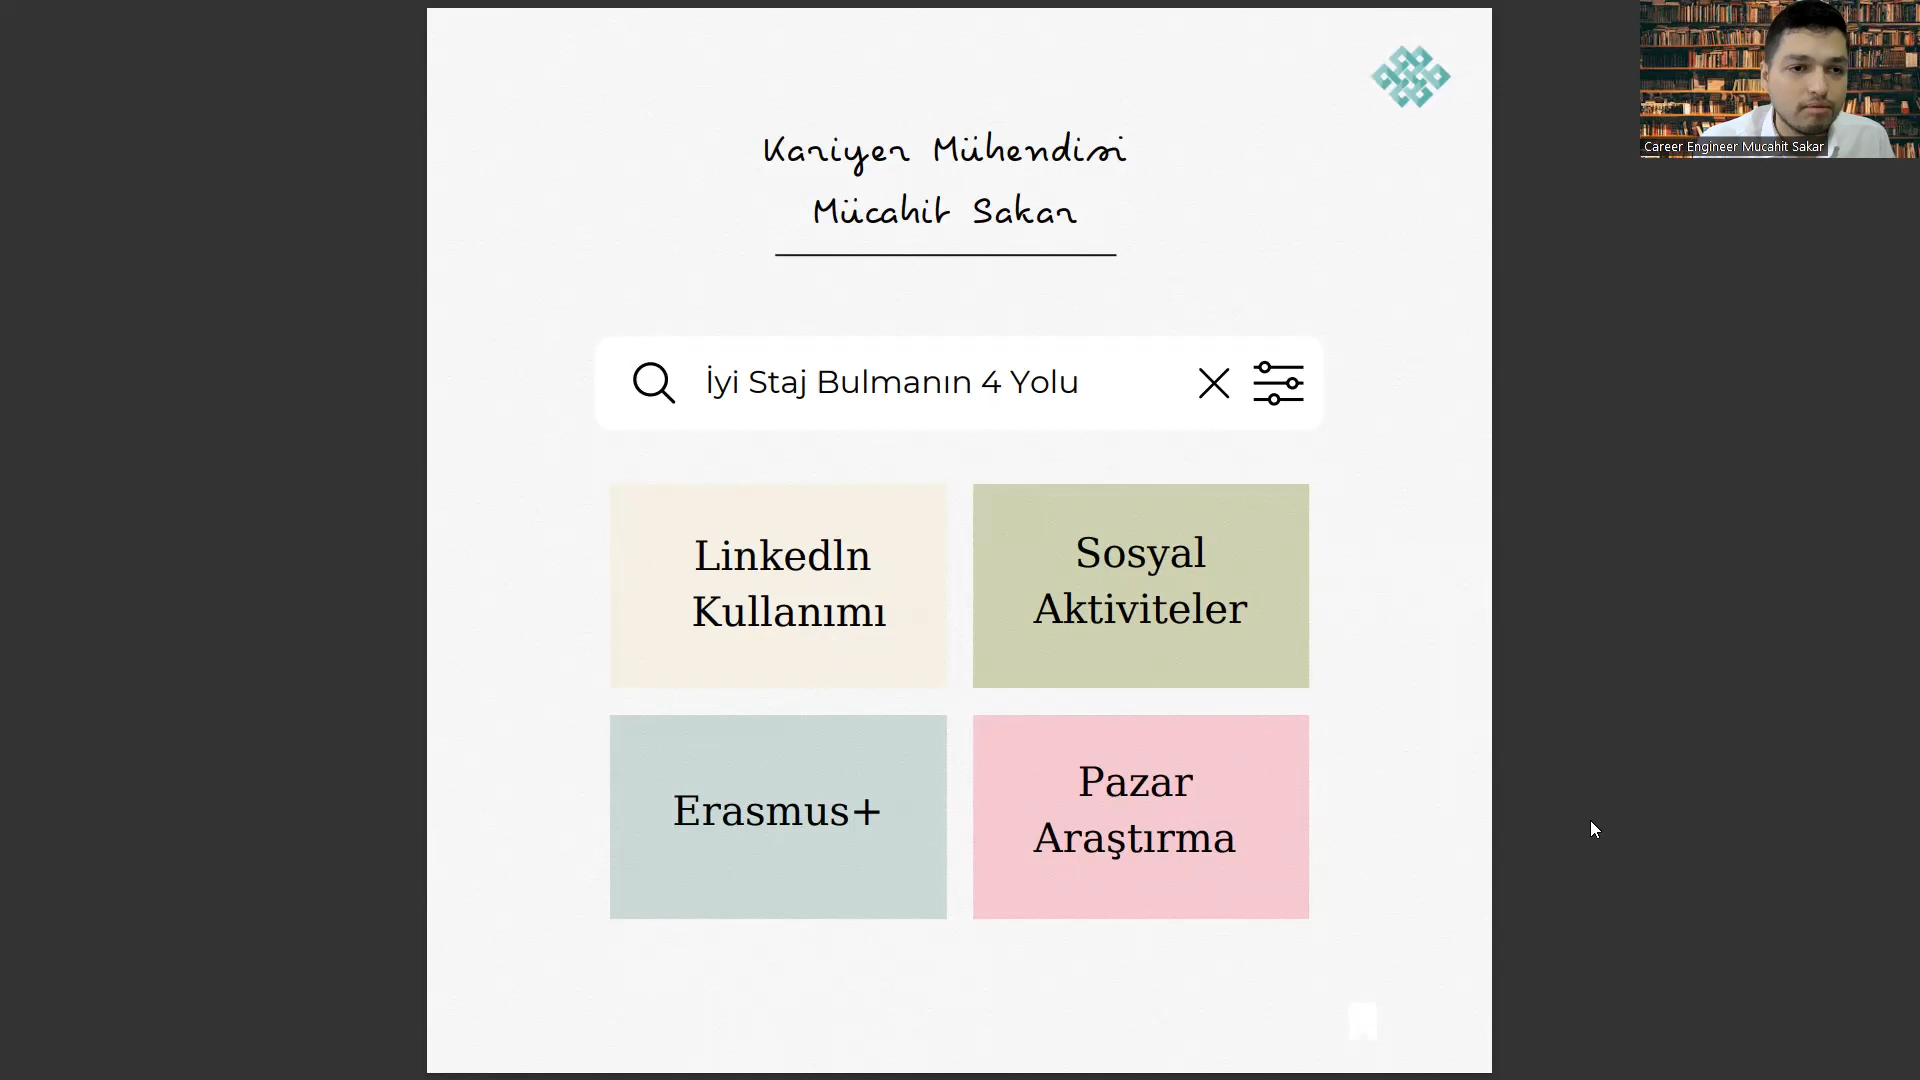 Kariyer Mühendisi
Mücahit Sakar
İyi Staj Bulmanın 4 Yolu
Linkedln
Kullanımı
Sosyal
Aktiviteler
Erasmus+
Pazar
Araştırma
Career Engineer Mucahit Sakar